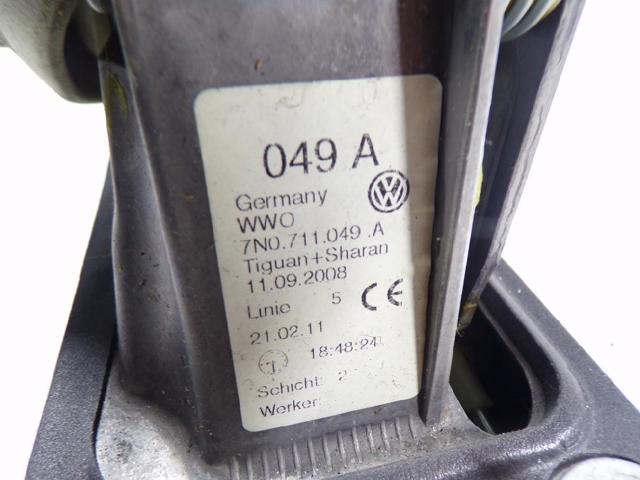 049 A
Germany
WWO
7N0.711.049 .A
Tiguan+Sharan
11.09.2008
Linie 5 CE
21.02.11
18:48:24
Schicht: 2
Werker: